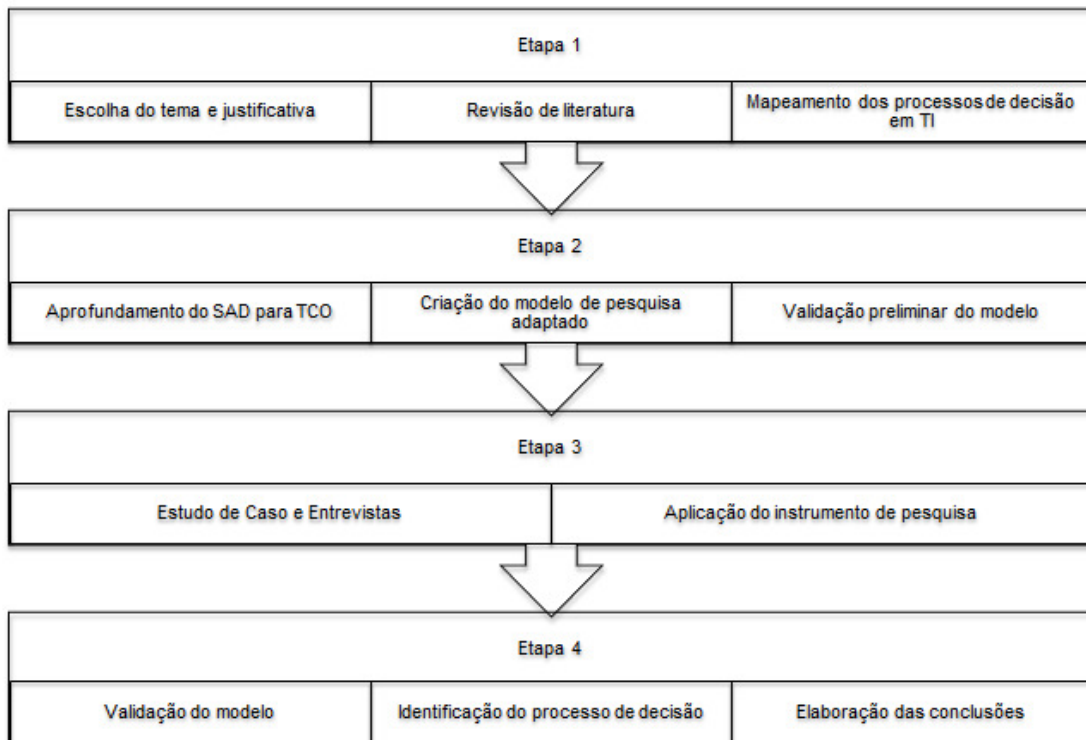 Etapa 1
Escolha do tema e justificativa
Revisão de literatura
Mapeamento dos processos de decisão
em TI
Etapa 2
Aprofundamento do SAD para TCO
Criação do modelo de pesquisa
adaptado
Validação preliminar do modelo
Etapa 3
Estudo de Caso e Entrevistas
Aplicação do instrumento de pesquisa
Etapa 4
Validação do modelo
Identificação do processo de decisão
Elaboração das conclusões